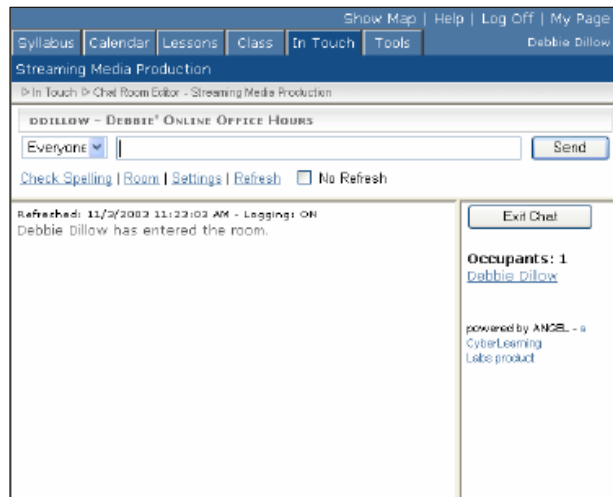 Show Map | Help | Log Off | My Page
Syllabus Calendar Lessons Class In Touch Tools Debbie Dillow
Streaming Media Production
In Touch Chat Room Editor - Streaming Media Production
DDILLOW - DEBBIE' ONLINE OFFICE HOURS
Everyone Send
Check Spelling | Room | Settings | Refresh No Refresh
Refreshed: 11/3/2003 11:23:03 AM - Logging: ON
Debbie Dillow has entered the room.
Exit Chat
Occupants: 1
Debbie Dillow
powered by ANGEL - a
CyberLearning
Labs product